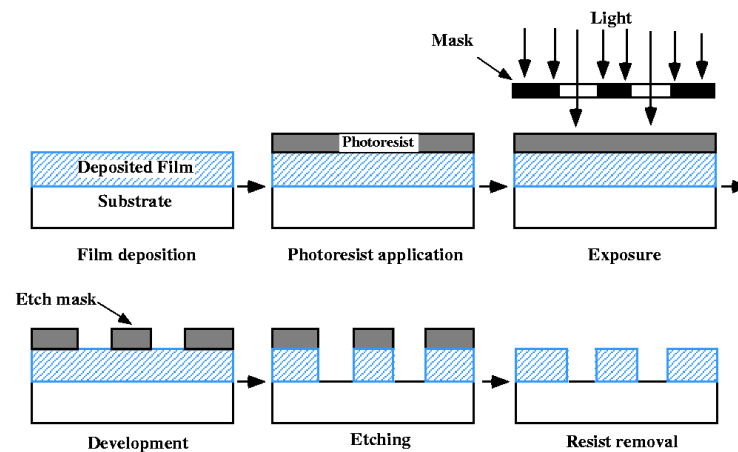 Light
Mask
Photoresist
Deposited Film
Substrate
Film deposition
Photoresist application
Exposure
Etch mask
Development
Etching
Resist removal